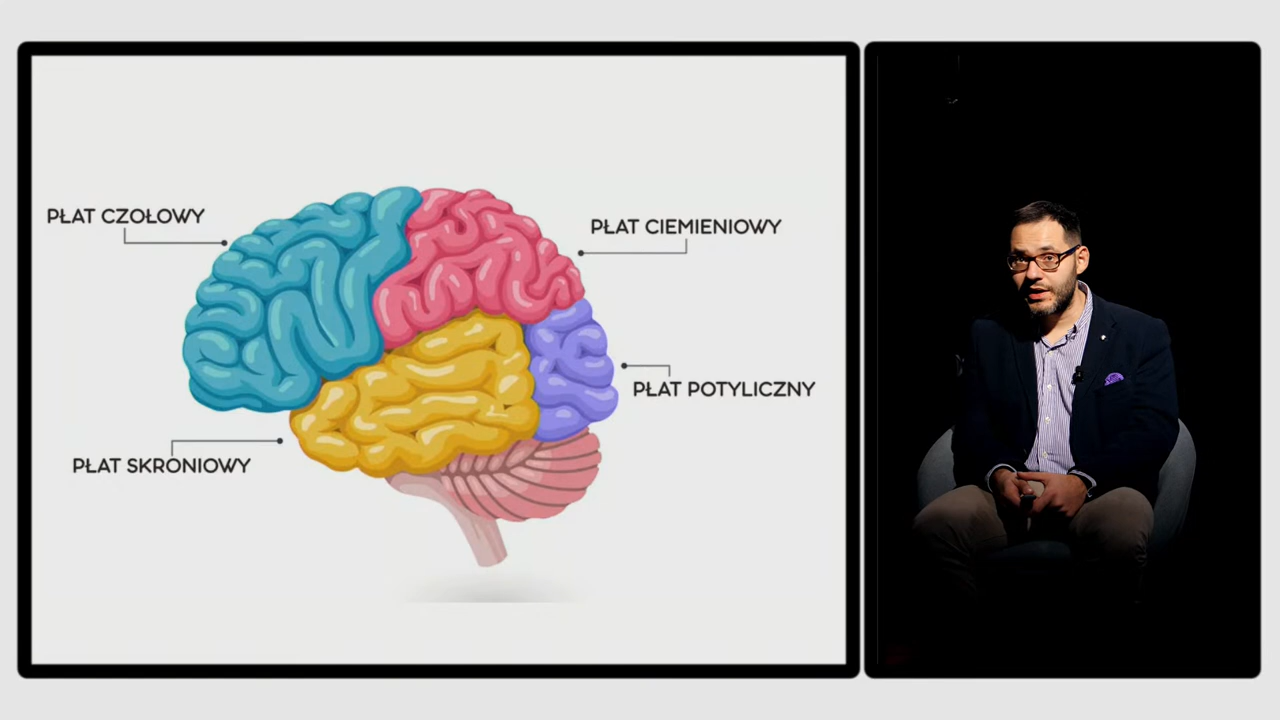 PŁAT CZOŁOWY
PŁAT CIEMIENIOWY
PŁAT POTYLICZNY
PŁAT SKRONIOWY